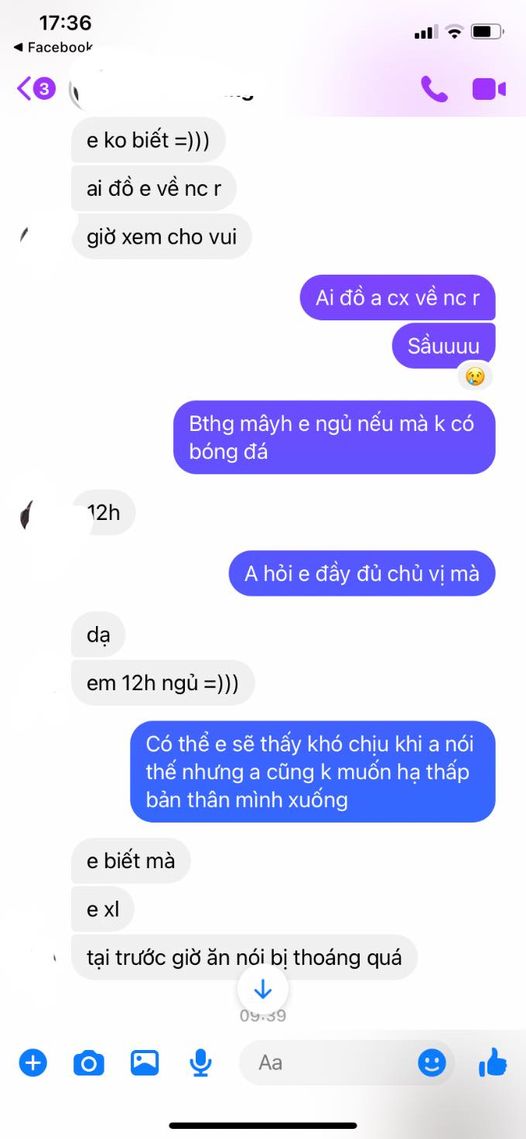 17:36
Facebook
3
e ko biết =)))
ai đồ e về nc r
giờ xem cho vui
Ai đồ a cx về nc r
Sầuuuu
Bthg mâyh e ngủ nếu mà k có
bóng đá
12h
A hỏi e đầy đủ chủ vị mà
dạ
em 12h ngủ =)))
Có thể e sẽ thấy khó chịu khi a nói
thế nhưng a cũng k muốn hạ thấp
bản thân mình xuống
e biết mà
e xl
tại trước giờ ăn nói bị thoáng quá
09:39
Aa